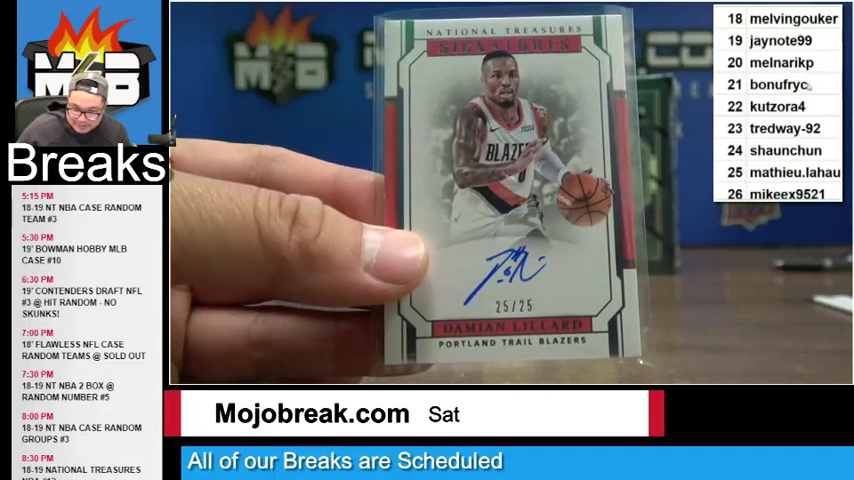 MB
Breaks
5:15 PM
18-19 NT NBA CASE RANDOM
TEAM #3
5:30 PM
19' BOWMAN HOBBY MLB
CASE #10
6:30 PM
19' CONTENDERS DRAFT NFL
#3 @ HIT RANDOM - NO
SKUNKS!
7:00 PM
18' FLAWLESS NFL CASE
RANDOM TEAMS @ SOLD OUT
7:30 PM
18-19 NT NBA 2 BOX @
RANDOM NUMBER #5
8:00 PM
18-19 NT NBA CASE RANDOM
GROUPS #3
8:30 PM
18-19 NATIONAL TREASURES
NATIONAL TREASURES
SIGNATURES
BLAZE
25/25
DAMIAN LILLARD
PORTLAND TRAIL BLAZERS
18 melvingouker
19 jaynote99
20 melnarikp
21 bonufryc
22 kutzora4
23 tredway-92
24 shaunchun
25 mathieu.lahau
26 mikeex9521
Mojobreak.com Sat
All of our Breaks are Scheduled